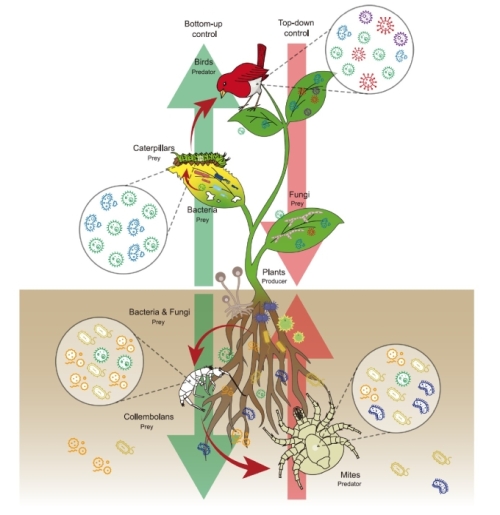 Bottom-up
control
Top-down
control
Birds
Predator
Caterpillars
Prey
Bacteria
Prey
Fungi
Prey
Plants
Producer
Bacteria & Fungi
Prey
Collembolans
Prey
Mites
Predator